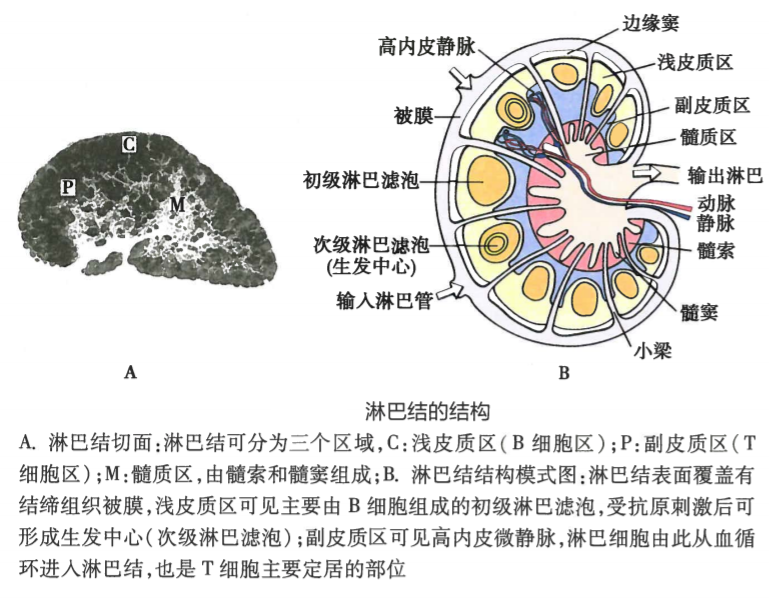 高内皮静脉
边缘窦
浅皮质区
被膜
副皮质区
髓质区
初级淋巴滤泡
输出淋巴
动脉
静脉
次级淋巴滤泡
(生发中心)
髓索
输入淋巴管
髓窦
小梁
C
P
M
A
B
淋巴结的结构
A. 淋巴结切面:淋巴结可分为三个区域,C:浅皮质区(B 细胞区);P:副皮质区(T
细胞区);M:髓质区,由髓索和髓窦组成;B. 淋巴结结构模式图:淋巴结表面覆盖有
结缔组织被膜,浅皮质区可见主要由 B 细胞组成的初级淋巴滤泡,受抗原刺激后可
形成生发中心(次级淋巴滤泡);副皮质区可见高内皮微静脉,淋巴细胞由此从血循
环进入淋巴结,也是 T 细胞主要定居的部位